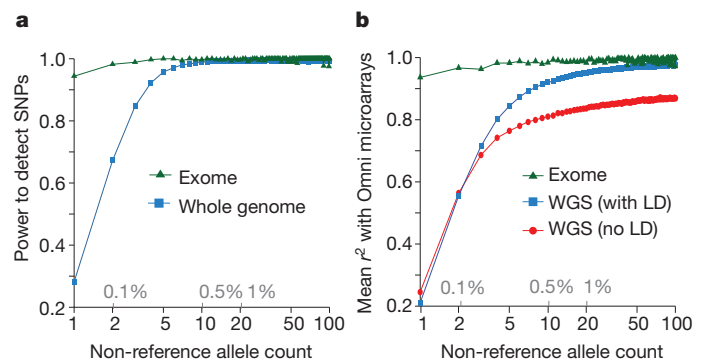 a
Power to detect SNPs
1.0
0.8
0.6
0.4
0.2
Exome
Whole genome
0.1%
0.5%
1%
1
2
5
10
20
50
100
Non-reference allele count
b
Mean r² with Omni microarrays
1.0
0.8
0.6
0.4
0.2
Exome
WGS (with LD)
WGS (no LD)
0.1%
0.5%
1%
1
2
5
10
20
50
100
Non-reference allele count